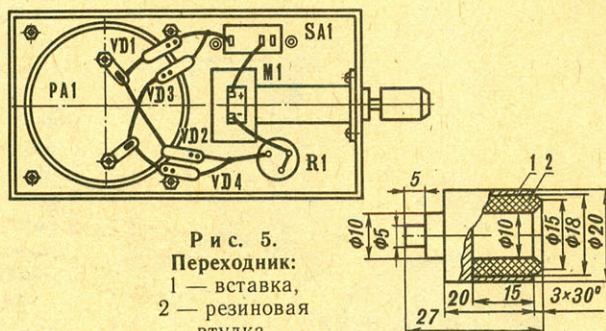 VD1
SA1
M1
PA1
VD3
+
VD2
R1
VD4
Рис. 5.
Переходник:
1 — вставка,
2 — резиновая
втулка
1 2
5
Ф10
Ф5
Ф10
Ф15
Ф18
Ф20
20
15
3×30°
27